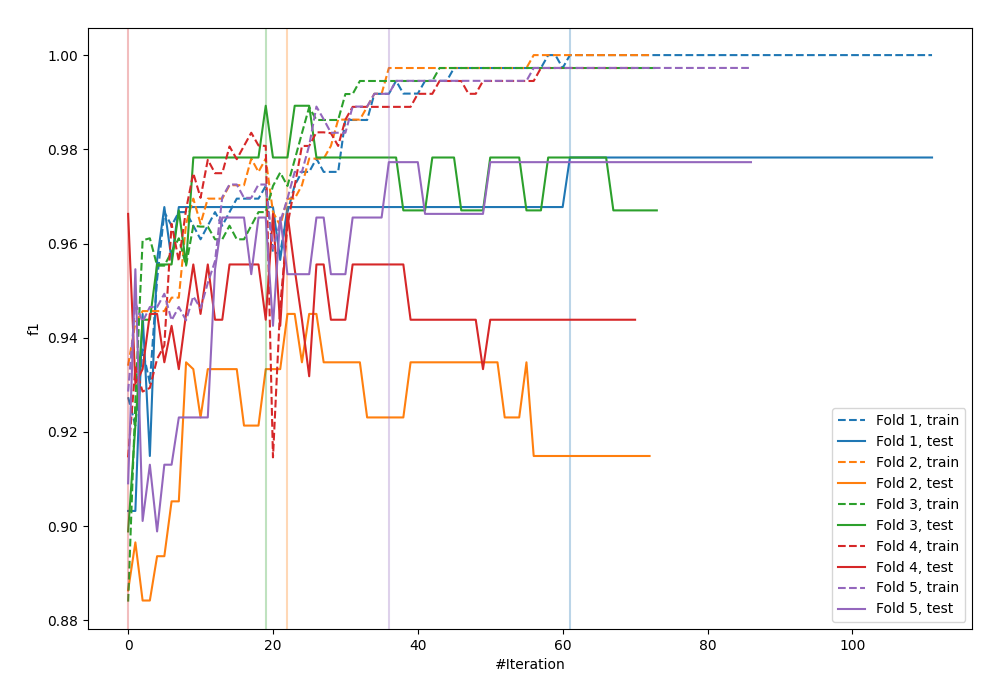 1.00
0.98
0.96
0.94
0.92
0.90
0.88
f1
0
20
40
60
80
100
#Iteration
Fold 1, train
Fold 1, test
Fold 2, train
Fold 2, test
Fold 3, train
Fold 3, test
Fold 4, train
Fold 4, test
Fold 5, train
Fold 5, test